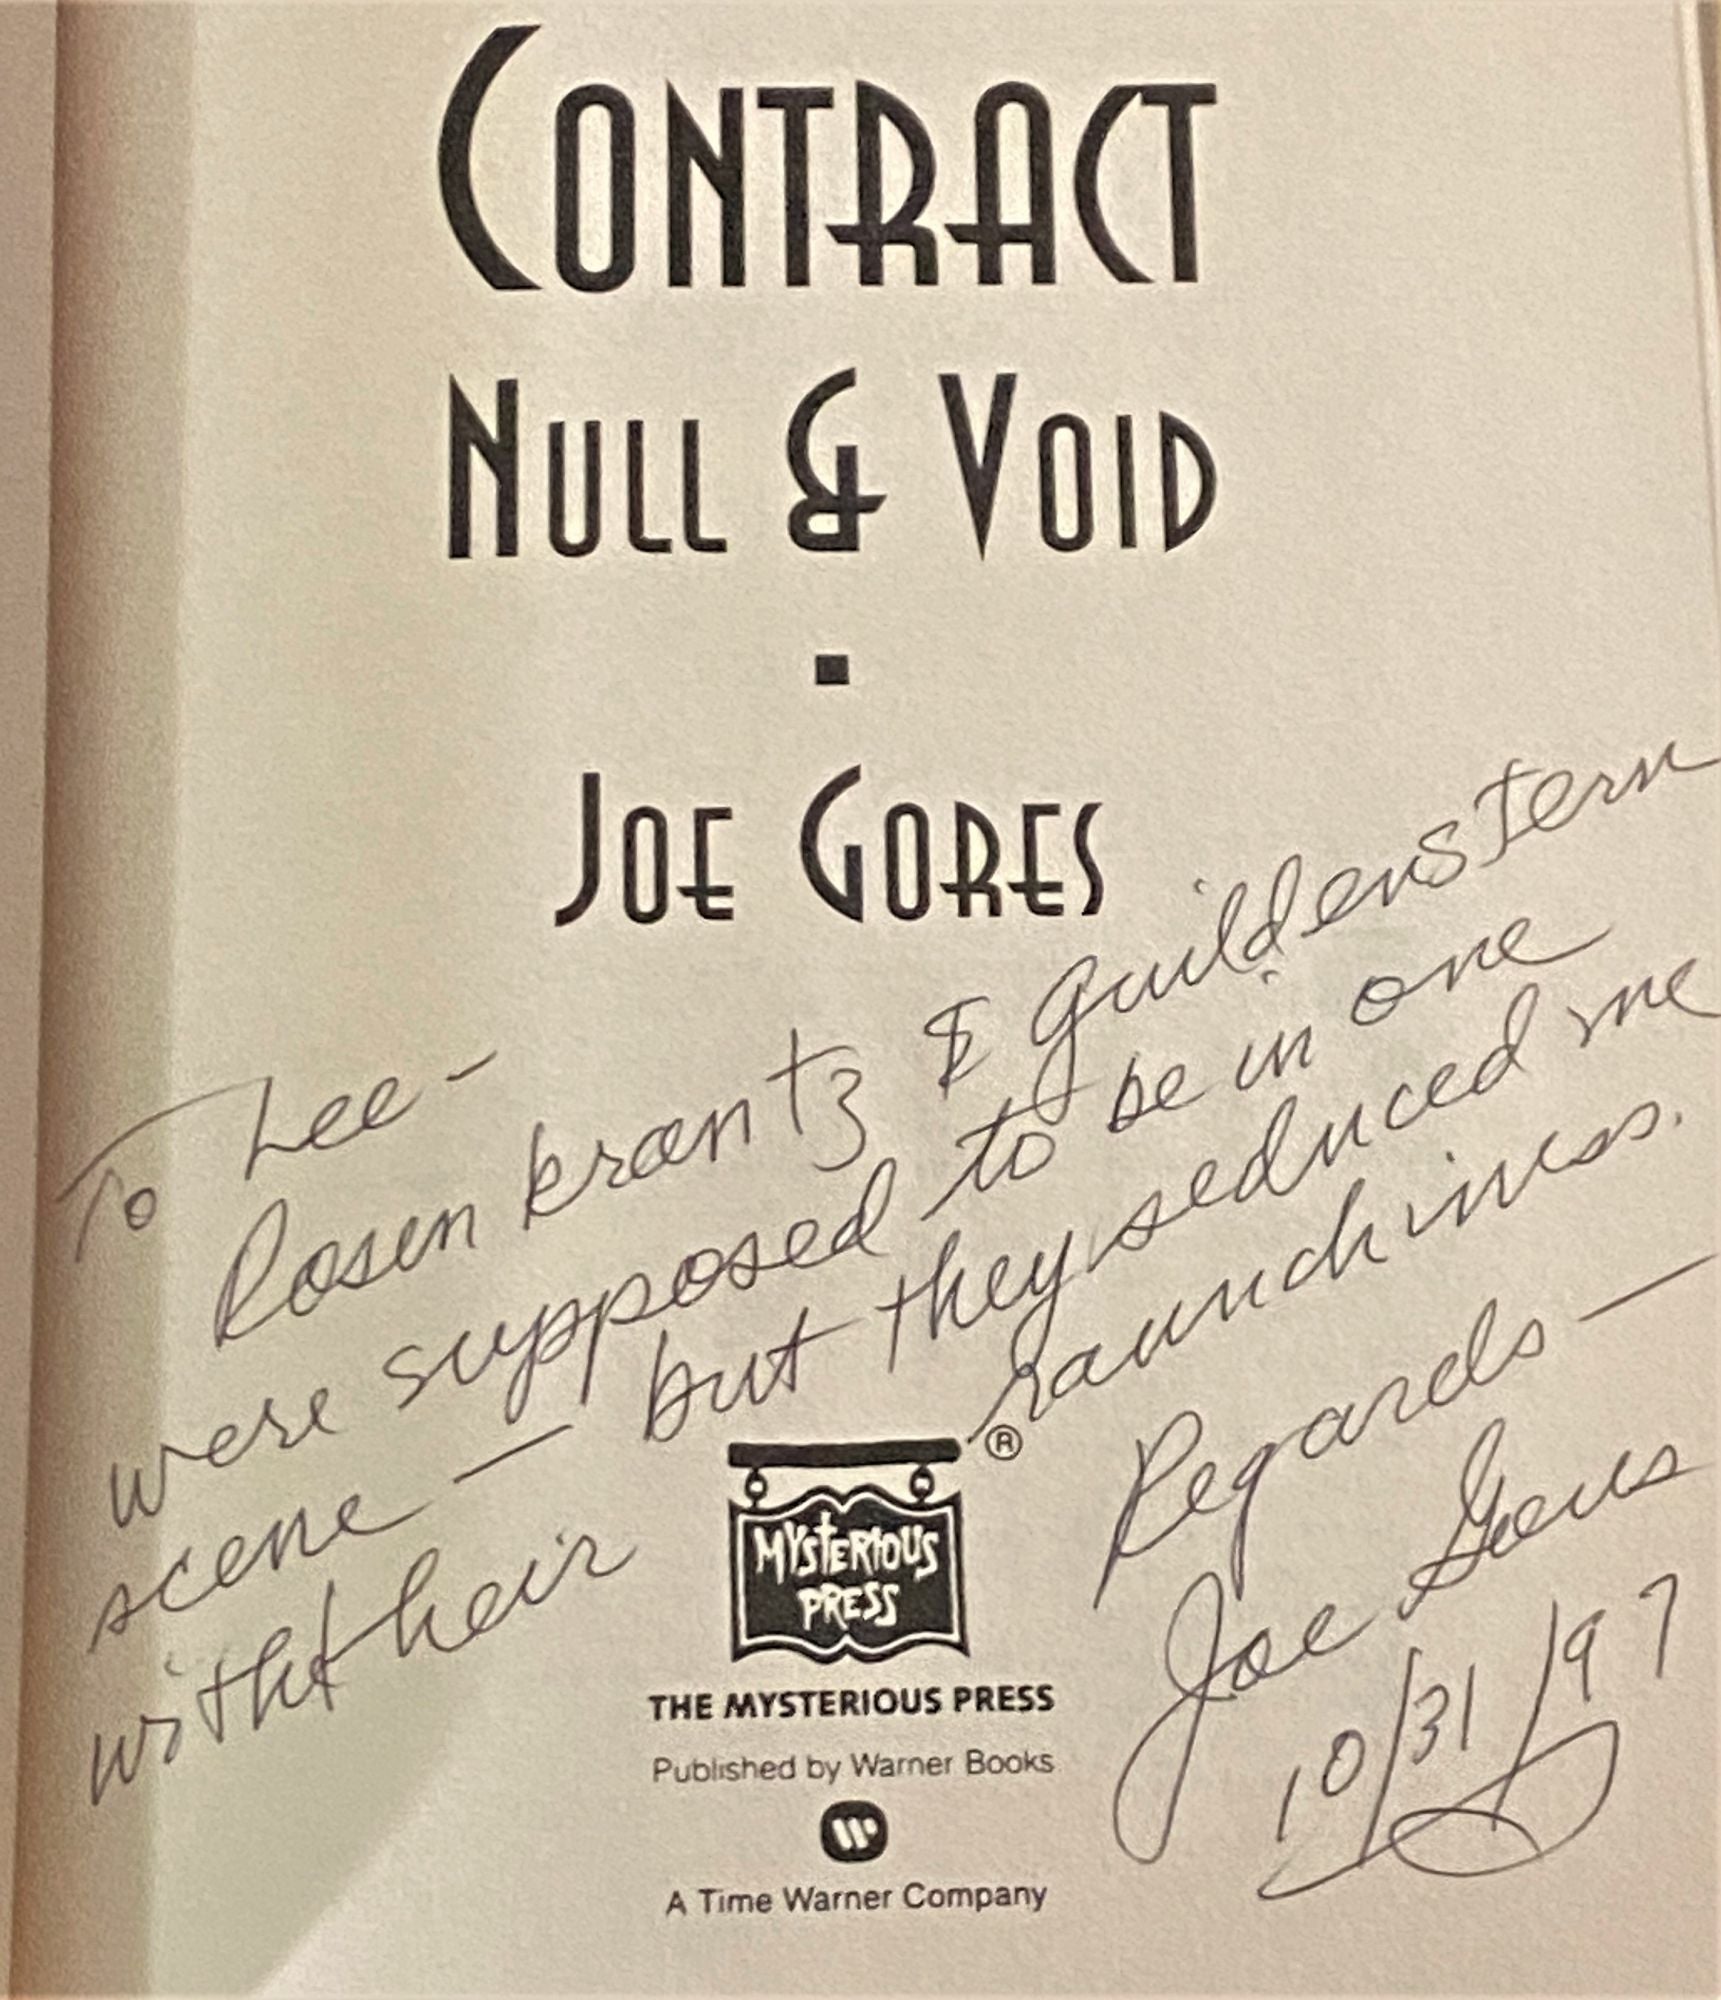 CONTRACT
NULL & VOID
JOE GORES
To Lee-
Rosenkrantz & Guildenstern
were supposed to be in one
scene — but they seduced me
with their raunchiness.
Regards —
Joe Gores
10/31/97
®
MYSTERIOUS
PRESS
THE MYSTERIOUS PRESS
Published by Warner Books
W
A Time Warner Company